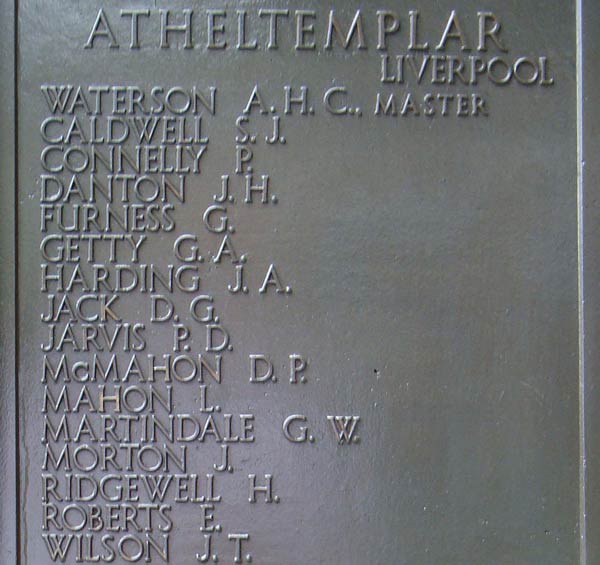 ATHELTEMPLAR
LIVERPOOL
WATERSON A.H.C., MASTER
CALDWELL S.J.
CONNELLY P.
DANTON J.H.
FURNESS G.
GETTY G.A.
HARDING J.A.
JACK D.G.
JARVIS P.D.
McMAHON D.P.
MAHON L.
MARTINDALE G.W.
MORTON J.
RIDGEWELL H.
ROBERTS E.
WILSON J.T.